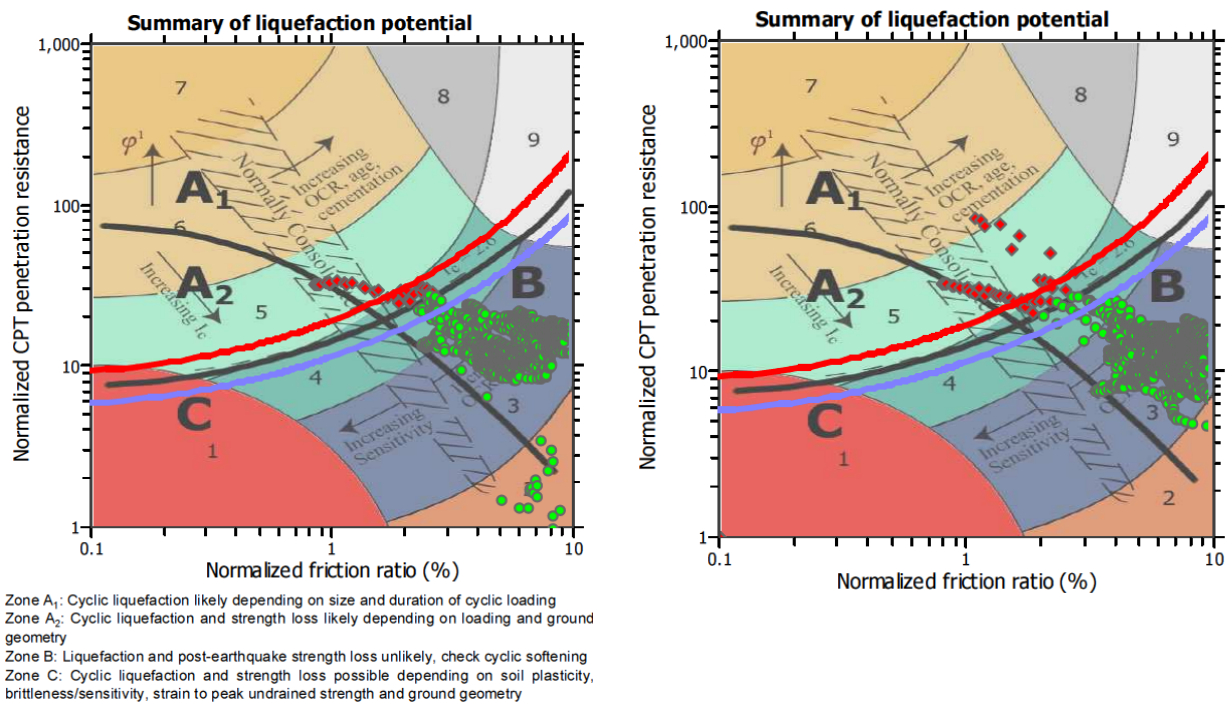 Summary of liquefaction potential
1,000
100
10
1
0.1
1
10
Normalized CPT penetration resistance
Normalized friction ratio (%)
7
8
9
φ¹
A₁
Normally Consolidated
Increasing OCR, age, cementation
6
A₂
Increasing Ic
5
B
4
3
C
1
Increasing Sensitivity
Summary of liquefaction potential
1,000
100
10
1
0.1
1
10
Normalized CPT penetration resistance
Normalized friction ratio (%)
7
8
9
φ¹
A₁
Normally
Increasing OCR, age, cementation
6
A₂
Increasing Ic
5
B
4
3
C
1
2
Increasing Sensitivity
Zone A₁: Cyclic liquefaction likely depending on size and duration of cyclic loading
Zone A₂: Cyclic liquefaction and strength loss likely depending on loading and ground
geometry
Zone B: Liquefaction and post-earthquake strength loss unlikely, check cyclic softening
Zone C: Cyclic liquefaction and strength loss possible depending on soil plasticity,
brittleness/sensitivity, strain to peak undrained strength and ground geometry